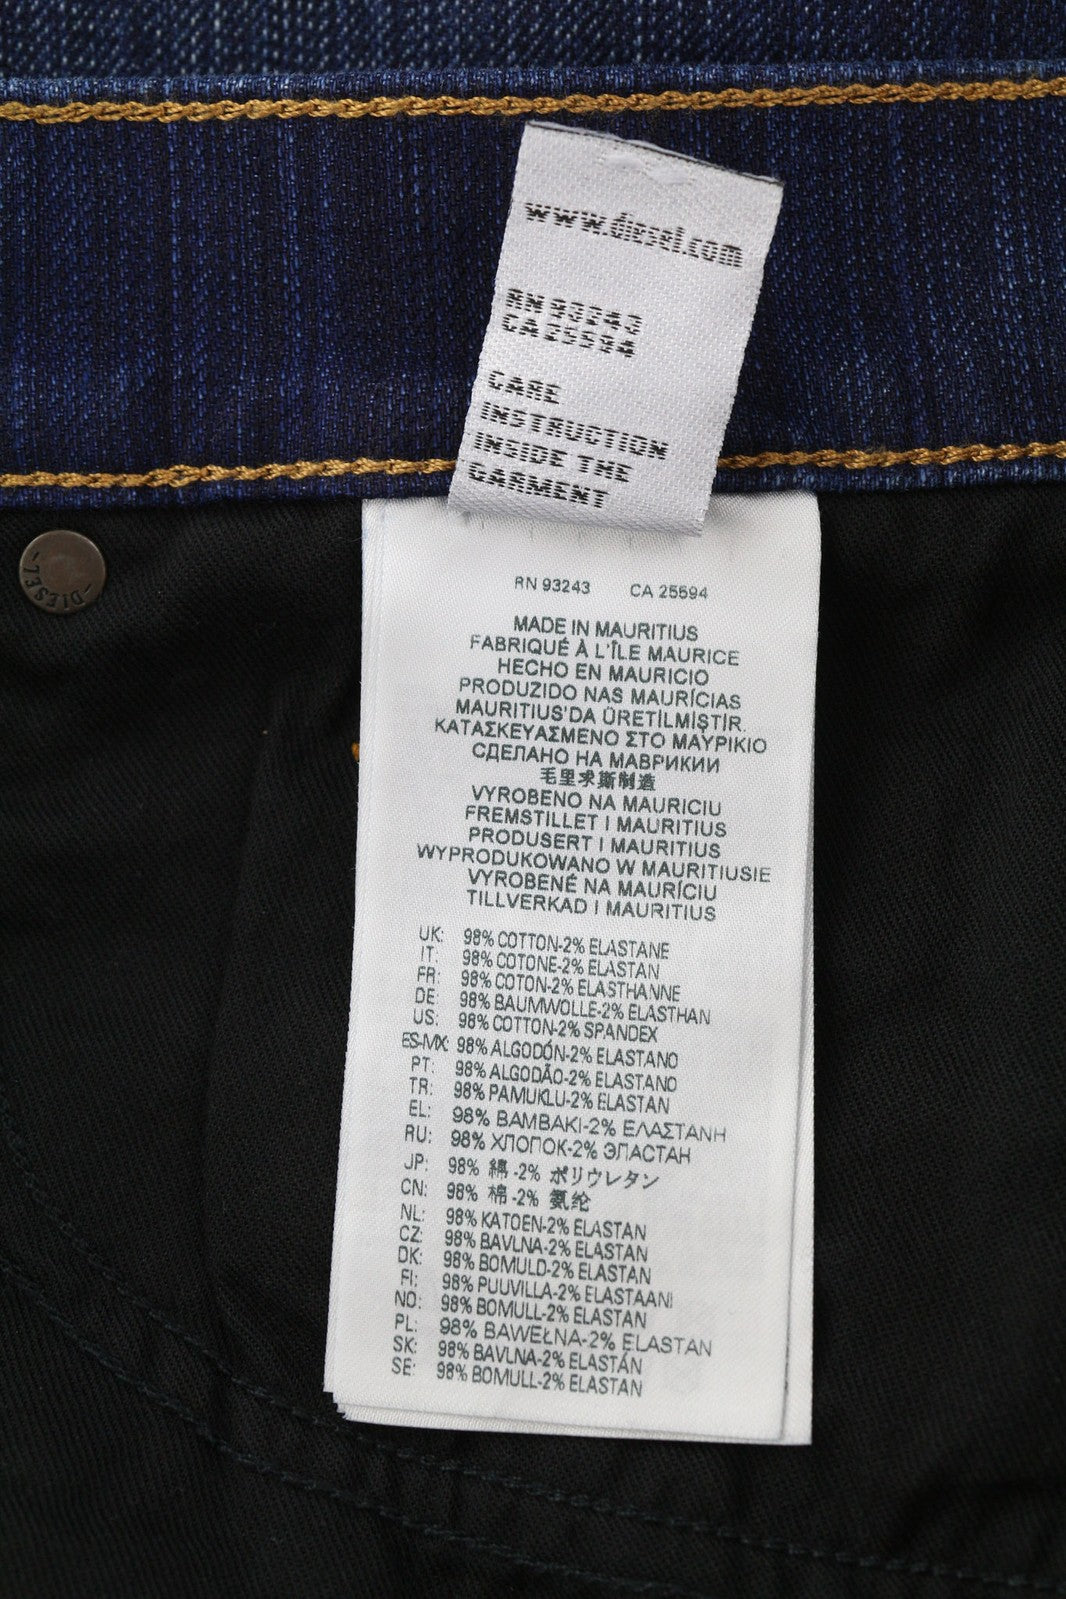 www.diesel.com
RN 93243
CA 25594
CARE
INSTRUCTION
INSIDE THE
GARMENT
DIESEL
RN 93243 CA 25594
MADE IN MAURITIUS
FABRIQUÉ À L'ÎLE MAURICE
HECHO EN MAURICIO
PRODUZIDO NAS MAURÍCIAS
MAURITIUS'DA ÜRETİLMİŞTİR.
ΚΑΤΑΣΚΕΥΑΣΜΕΝΟ ΣΤΟ ΜΑΥΡΙΚΙΟ
СДЕЛАНО НА МАВРИКИИ
毛里求斯制造
VYROBENO NA MAURICIU
FREMSTILLET I MAURITIUS
PRODUSERT I MAURITIUS
WYPRODUKOWANO W MAURITIUSIE
VYROBENÉ NA MAURÍCIU
TILLVERKAD I MAURITIUS
UK: 98% COTTON-2% ELASTANE
IT: 98% COTONE-2% ELASTAN
FR: 98% COTON-2% ELASTHANNE
DE: 98% BAUMWOLLE-2% ELASTHAN
US: 98% COTTON-2% SPANDEX
ES-MX: 98% ALGODÓN-2% ELASTANO
PT: 98% ALGODÃO-2% ELASTANO
TR: 98% PAMUKLU-2% ELASTAN
EL: 98% ΒΑΜΒΑΚΙ-2% ΕΛΑΣΤΑΝΗ
RU: 98% ХЛОПОК-2% ЭЛАСТАН
JP: 98% 綿 -2% ポリウレタン
CN: 98% 棉 -2% 氨纶
NL: 98% KATOEN-2% ELASTAN
CZ: 98% BAVLNA-2% ELASTAN
DK: 98% BOMULD-2% ELASTAN
FI: 98% PUUVILLA-2% ELASTAANI
NO: 98% BOMULL-2% ELASTAN
PL: 98% BAWEŁNA-2% ELASTAN
SK: 98% BAVLNA-2% ELASTÁN
SE: 98% BOMULL-2% ELASTAN